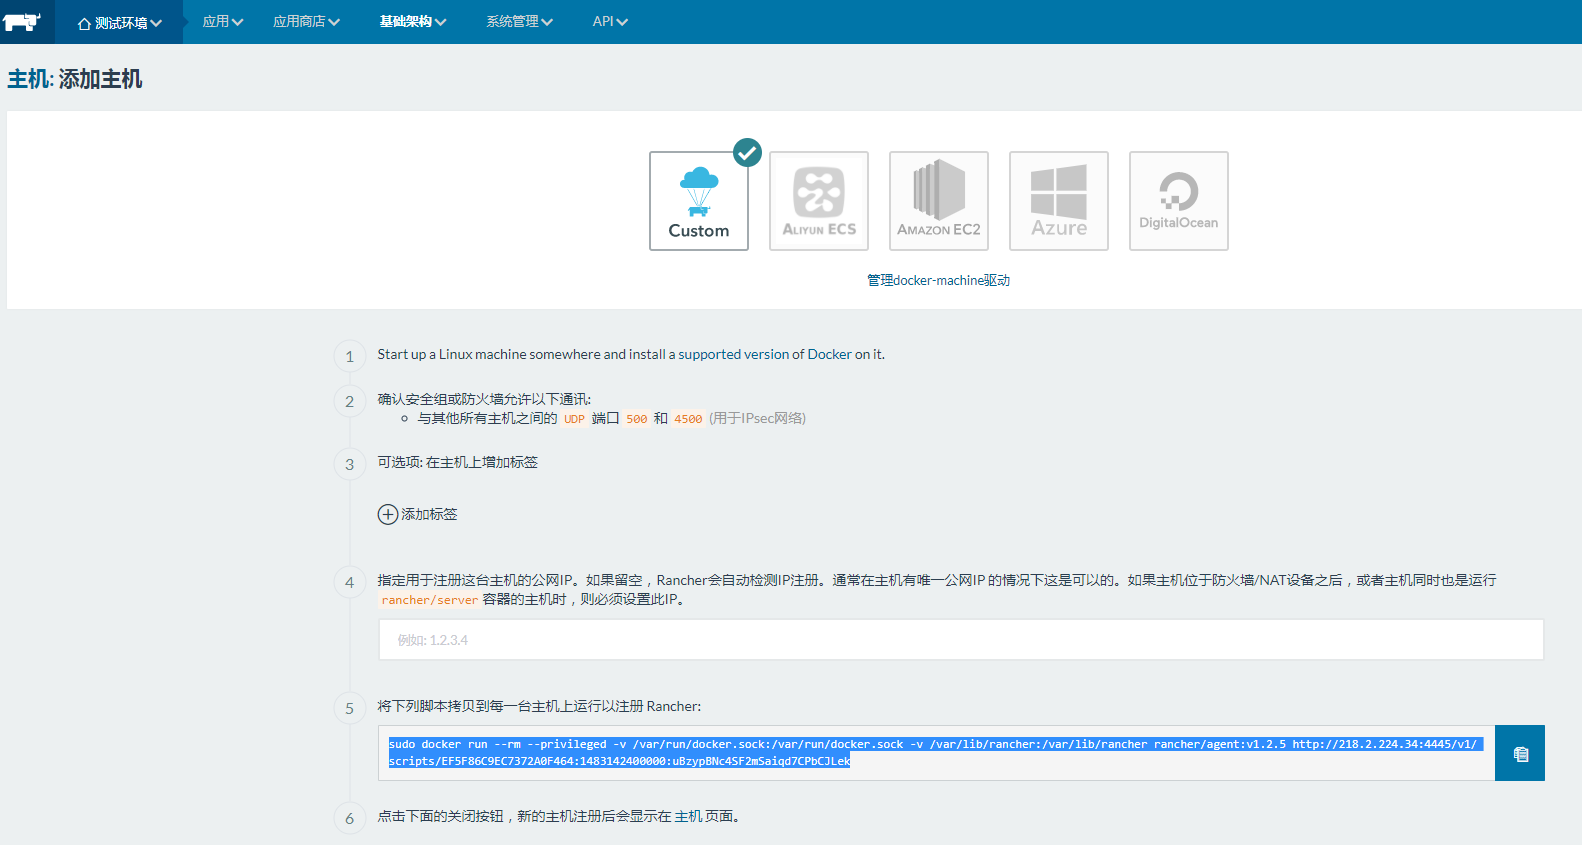 测试环境 应用 应用商店 基础架构 系统管理 API
主机: 添加主机
Custom ALIYUN ECS AMAZON EC2 Azure DigitalOcean
管理docker-machine驱动
1 Start up a Linux machine somewhere and install a supported version of Docker on it.
2 确认安全组或防火墙允许以下通讯:
与其他所有主机之间的 UDP 端口 500 和 4500 (用于IPsec网络)
3 可选项: 在主机上增加标签
添加标签
4 指定用于注册这台主机的公网IP。如果留空，Rancher会自动检测IP注册。通常在主机有唯一公网IP 的情况下这是可以的。如果主机位于防火墙/NAT设备之后，或者主机同时也是运行
rancher/server 容器的主机时，则必须设置此IP。
例如: 1.2.3.4
5 将下列脚本拷贝到每一台主机上运行以注册 Rancher:
sudo docker run --rm --privileged -v /var/run/docker.sock:/var/run/docker.sock -v /var/lib/rancher:/var/lib/rancher rancher/agent:v1.2.5 http://218.2.224.34:4445/v1/
scripts/EF5F86C9EC7372A0F464:1483142400000:uBzypBNc4SF2mSaiqd7CPbCJLek
6 点击下面的关闭按钮，新的主机注册后会显示在 主机 页面。